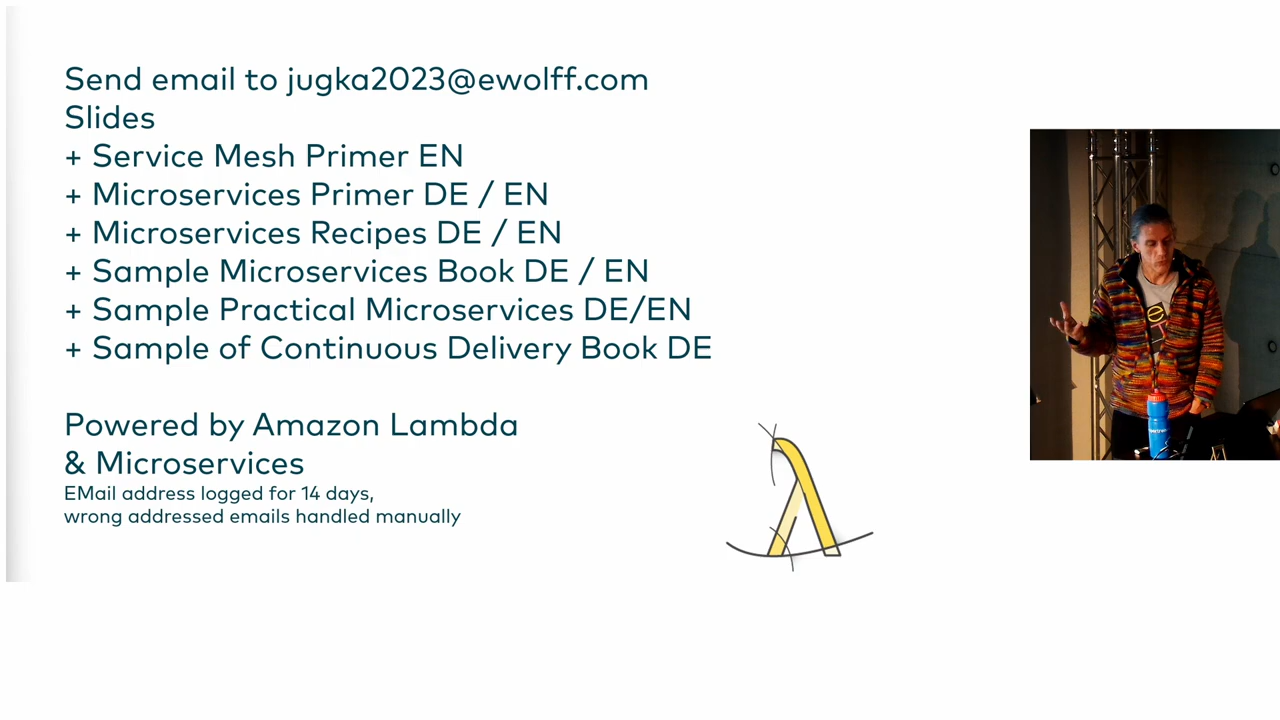 Send email to jugka2023@ewolff.com
Slides
+ Service Mesh Primer EN
+ Microservices Primer DE / EN
+ Microservices Recipes DE / EN
+ Sample Microservices Book DE / EN
+ Sample Practical Microservices DE/EN
+ Sample of Continuous Delivery Book DE
Powered by Amazon Lambda
& Microservices
EMail address logged for 14 days,
wrong addressed emails handled manually